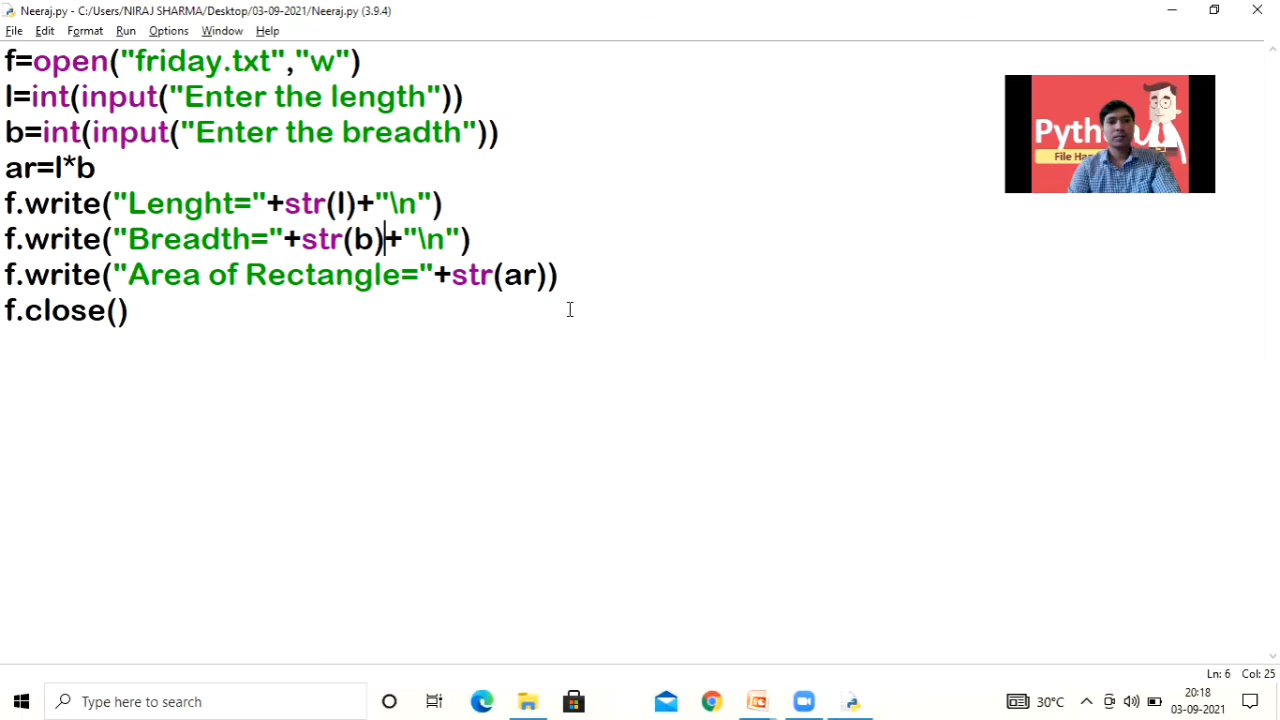 Neeraj.py - C:/Users/NIRAJ SHARMA/Desktop/03-09-2021/Neeraj.py (3.9.4)
File Edit Format Run Options Window Help
f=open("friday.txt","w")
l=int(input("Enter the length"))
b=int(input("Enter the breadth"))
ar=l*b
f.write("Lenght="+str(l)+"\n")
f.write("Breadth="+str(b)+"\n")
f.write("Area of Rectangle="+str(ar))
f.close()
Pyth
File Ha
Ln: 6 Col: 25
Type here to search
30°C
20:18
03-09-2021